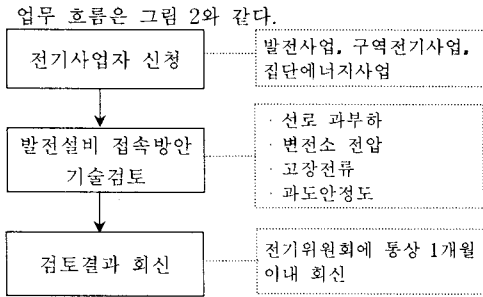 업무 흐름은 그림 2와 같다.
전기사업자 신청
발전사업, 구역전기사업,
집단에너지사업
발전설비 접속방안
기술검토
· 선로 과부하
· 변전소 전압
· 고장전류
· 과도안정도
검토결과 회신
전기위원회에 통상 1개월
이내 회신